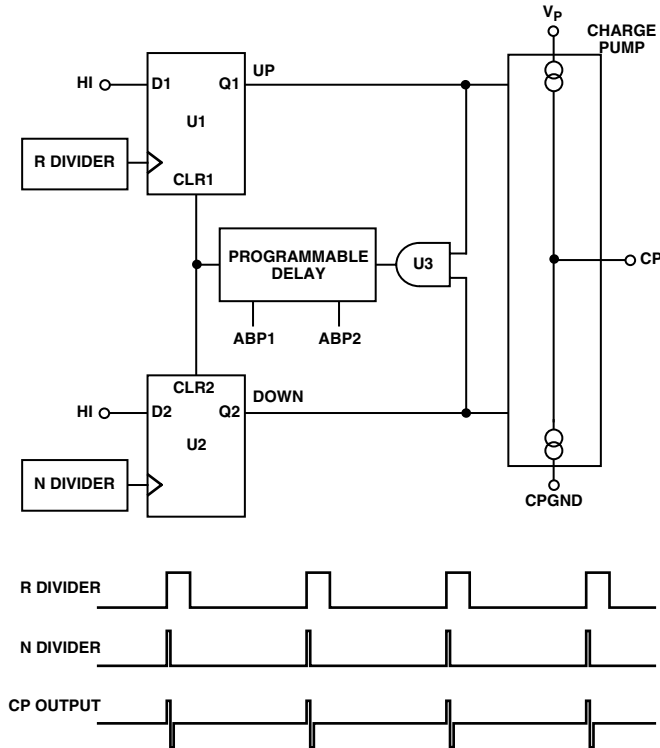 VP
CHARGE
PUMP
HI
D1
Q1
UP
U1
R DIVIDER
CLR1
PROGRAMMABLE
DELAY
U3
CP
ABP1
ABP2
CLR2
DOWN
HI
D2
Q2
U2
N DIVIDER
CPGND
R DIVIDER
N DIVIDER
CP OUTPUT